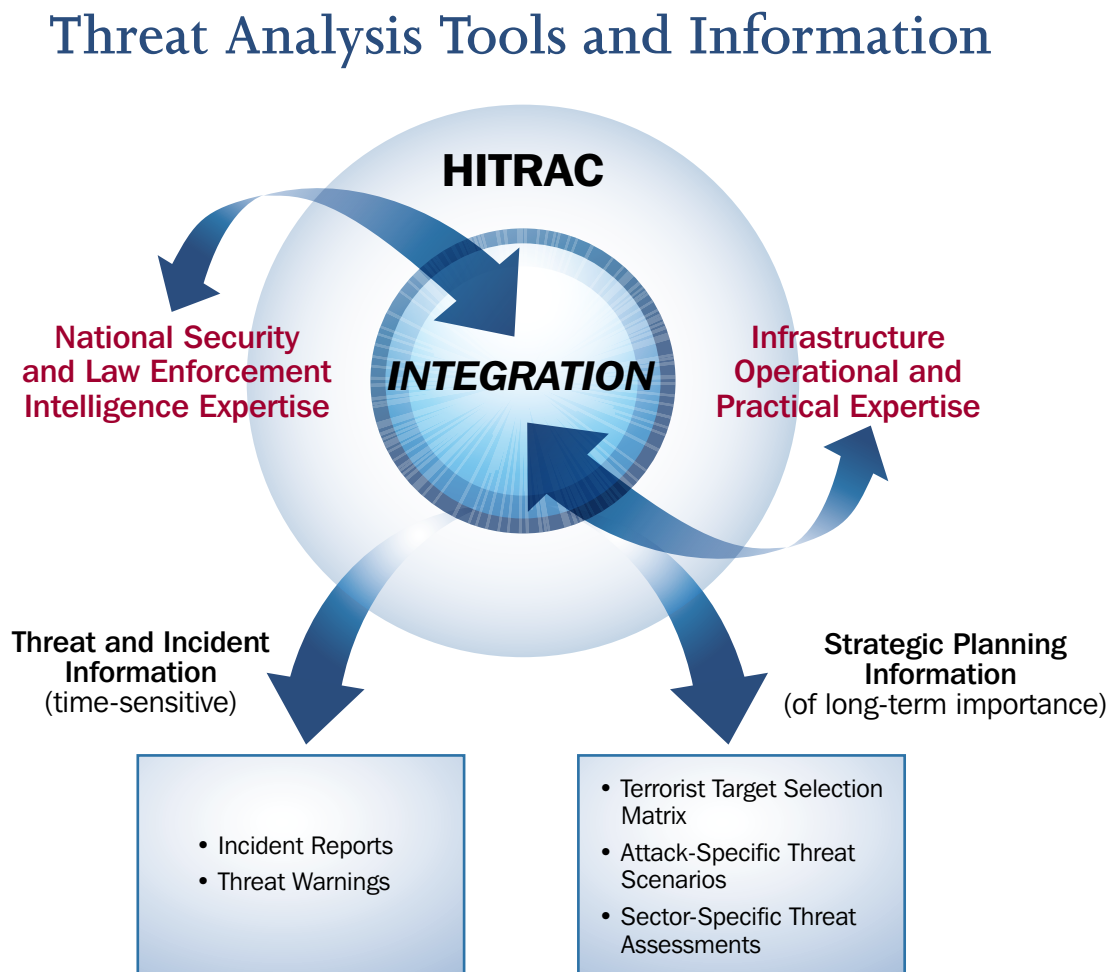 Threat Analysis Tools and Information
HITRAC
National Security
and Law Enforcement
Intelligence Expertise
INTEGRATION
Infrastructure
Operational and
Practical Expertise
Threat and Incident
Information
(time-sensitive)
Strategic Planning
Information
(of long-term importance)
• Incident Reports
• Threat Warnings
• Terrorist Target Selection
Matrix
• Attack-Specific Threat
Scenarios
• Sector-Specific Threat
Assessments